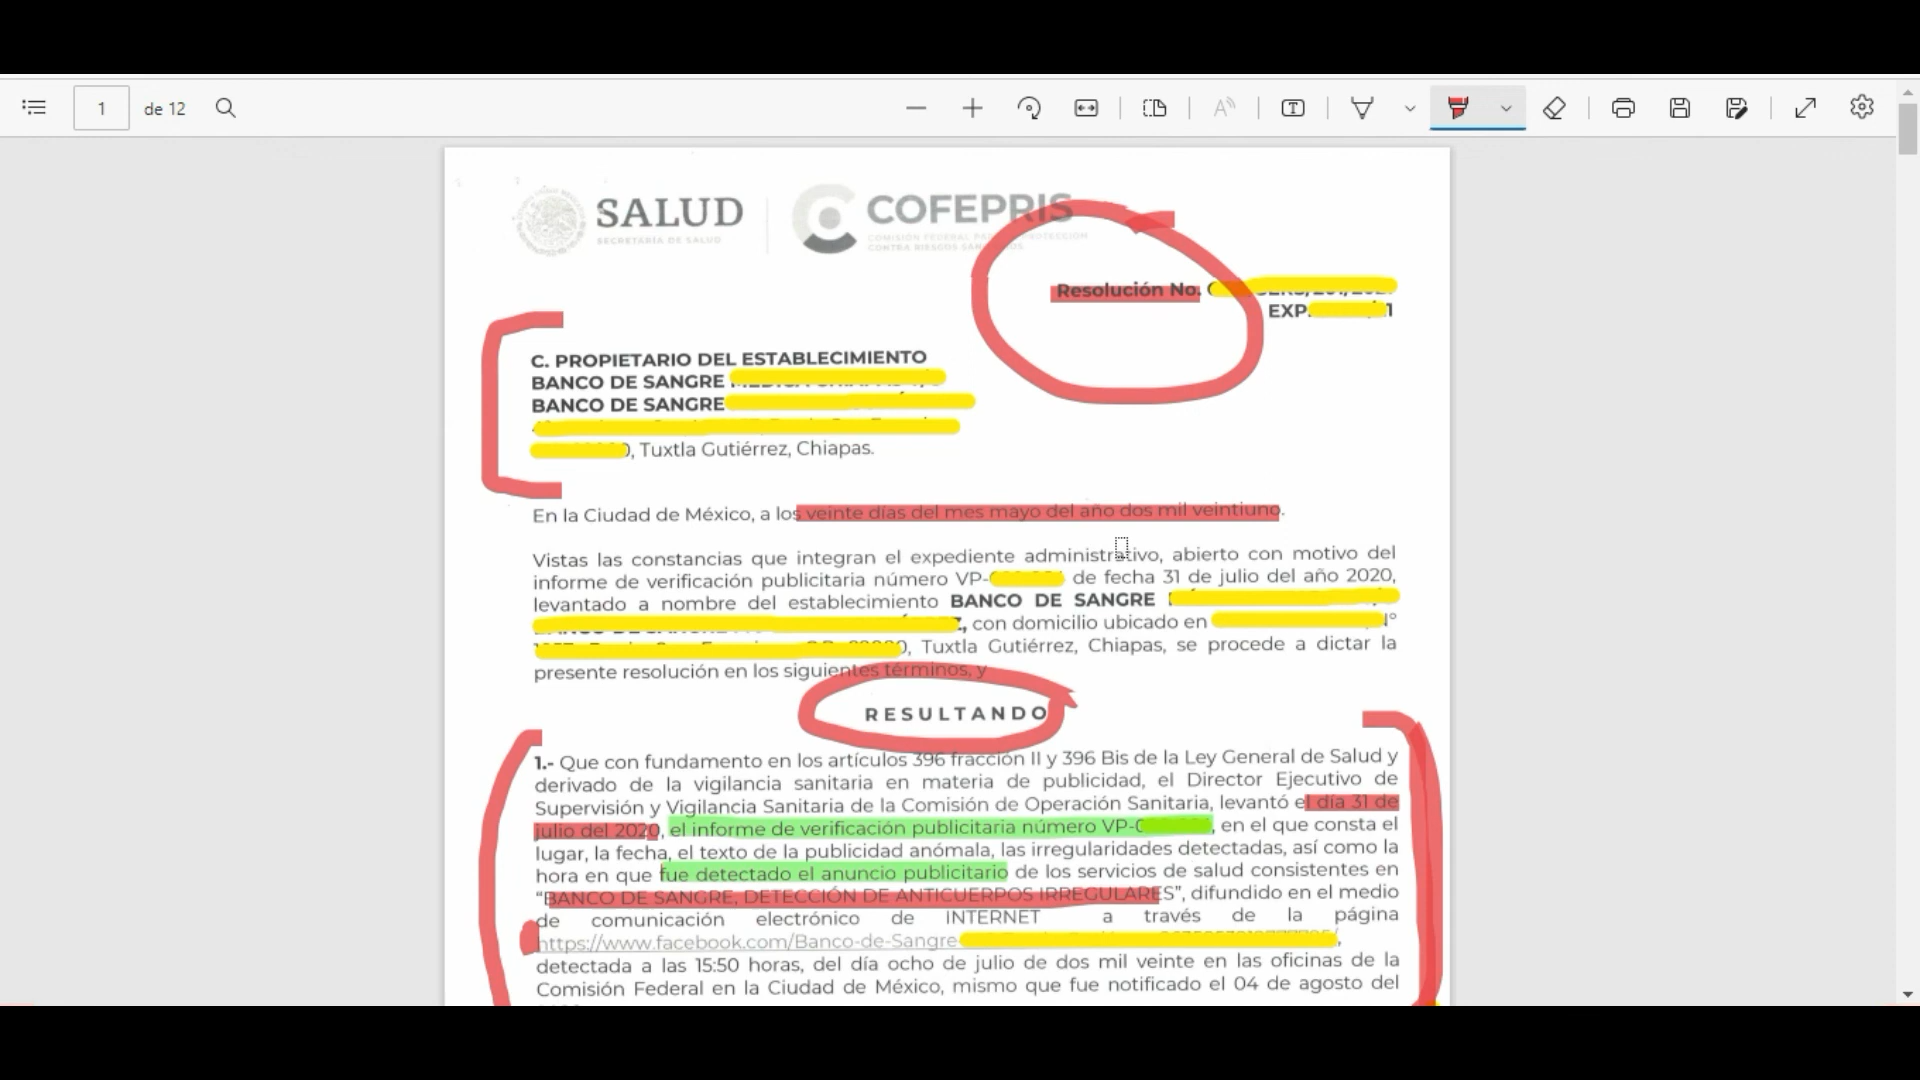 1 de 12
SALUD
SECRETARÍA DE SALUD
COFEPRIS
COMISIÓN FEDERAL PARA LA PROTECCIÓN
CONTRA RIESGOS SANITARIOS
Resolución No.
EXP.
C. PROPIETARIO DEL ESTABLECIMIENTO
BANCO DE SANGRE
BANCO DE SANGRE
, Tuxtla Gutiérrez, Chiapas.
En la Ciudad de México, a los veinte días del mes mayo del año dos mil veintiuno.
Vistas las constancias que integran el expediente administrativo, abierto con motivo del
informe de verificación publicitaria número VP- de fecha 31 de julio del año 2020,
levantado a nombre del establecimiento BANCO DE SANGRE
, con domicilio ubicado en N°
, Tuxtla Gutiérrez, Chiapas, se procede a dictar la
presente resolución en los siguientes términos, y
R E S U L T A N D O
1.- Que con fundamento en los artículos 396 fracción II y 396 Bis de la Ley General de Salud y
derivado de la vigilancia sanitaria en materia de publicidad, el Director Ejecutivo de
Supervisión y Vigilancia Sanitaria de la Comisión de Operación Sanitaria, levantó el día 31 de
julio del 2020, el informe de verificación publicitaria número VP-0 , en el que consta el
lugar, la fecha, el texto de la publicidad anómala, las irregularidades detectadas, así como la
hora en que fue detectado el anuncio publicitario de los servicios de salud consistentes en
“BANCO DE SANGRE, DETECCIÓN DE ANTICUERPOS IRREGULARES”, difundido en el medio
de comunicación electrónico de INTERNET a través de la página
https://www.facebook.com/Banco-de-Sangre-
detectada a las 15:50 horas, del día ocho de julio de dos mil veinte en las oficinas de la
Comisión Federal en la Ciudad de México, mismo que fue notificado el 04 de agosto del